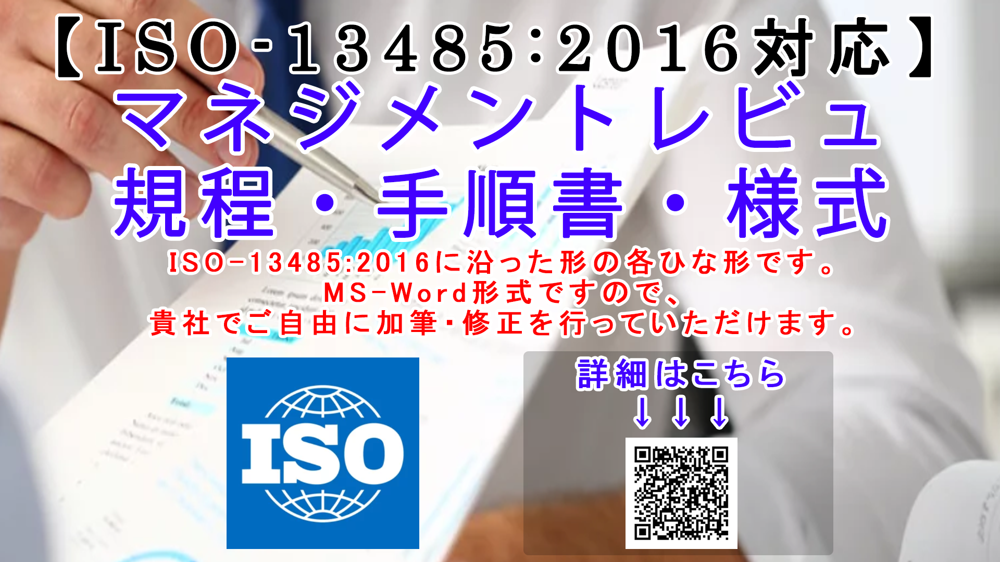 【ISO-13485:2016対応】
マネジメントレビュ
規程・手順書・様式
ISO-13485:2016に沿った形の各ひな形です。
MS-Word形式ですので、
貴社でご自由に加筆・修正を行っていただけます。
ISO
詳細はこちら
↓ ↓ ↓